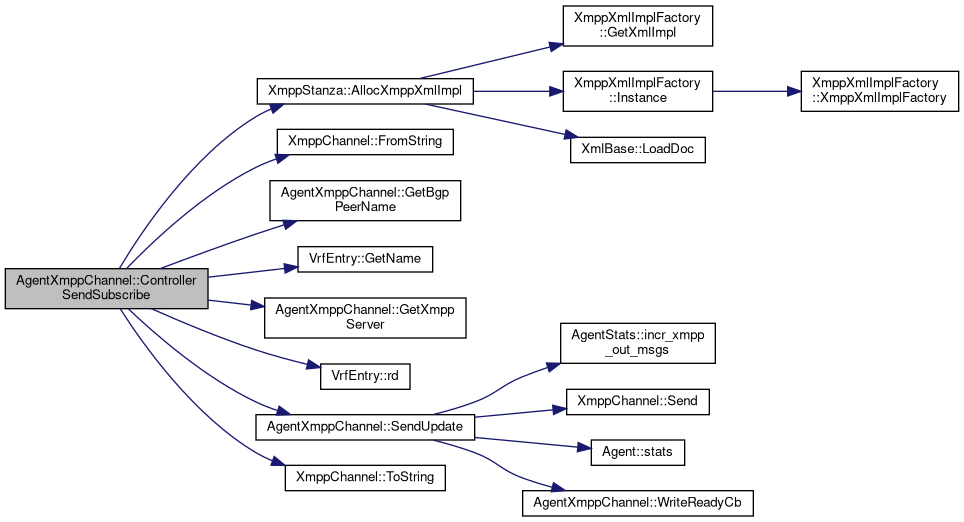 AgentXmppChannel::Controller
SendSubscribe
XmppStanza::AllocXmppXmlImpl
XmppXmlImplFactory
::GetXmlImpl
XmppXmlImplFactory
::Instance
XmppXmlImplFactory
::XmppXmlImplFactory
XmlBase::LoadDoc
XmppChannel::FromString
AgentXmppChannel::GetBgp
PeerName
VrfEntry::GetName
AgentXmppChannel::GetXmpp
Server
VrfEntry::rd
AgentXmppChannel::SendUpdate
AgentStats::incr_xmpp
_out_msgs
XmppChannel::Send
Agent::stats
AgentXmppChannel::WriteReadyCb
XmppChannel::ToString